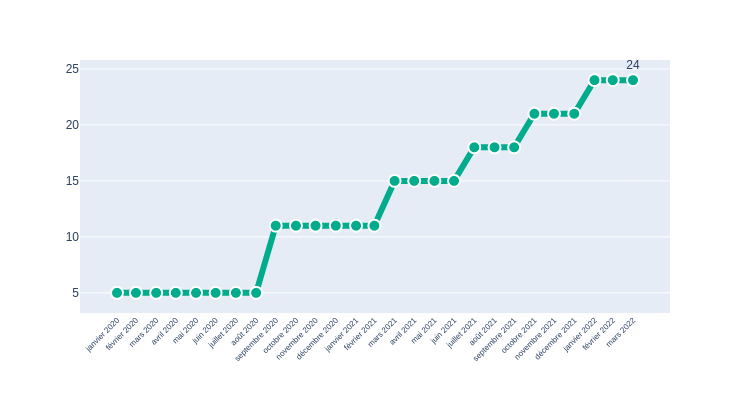 24
25
20
15
10
5
janvier 2020
février 2020
mars 2020
avril 2020
mai 2020
juin 2020
juillet 2020
août 2020
septembre 2020
octobre 2020
novembre 2020
décembre 2020
janvier 2021
février 2021
mars 2021
avril 2021
mai 2021
juin 2021
juillet 2021
août 2021
septembre 2021
octobre 2021
novembre 2021
décembre 2021
janvier 2022
février 2022
mars 2022